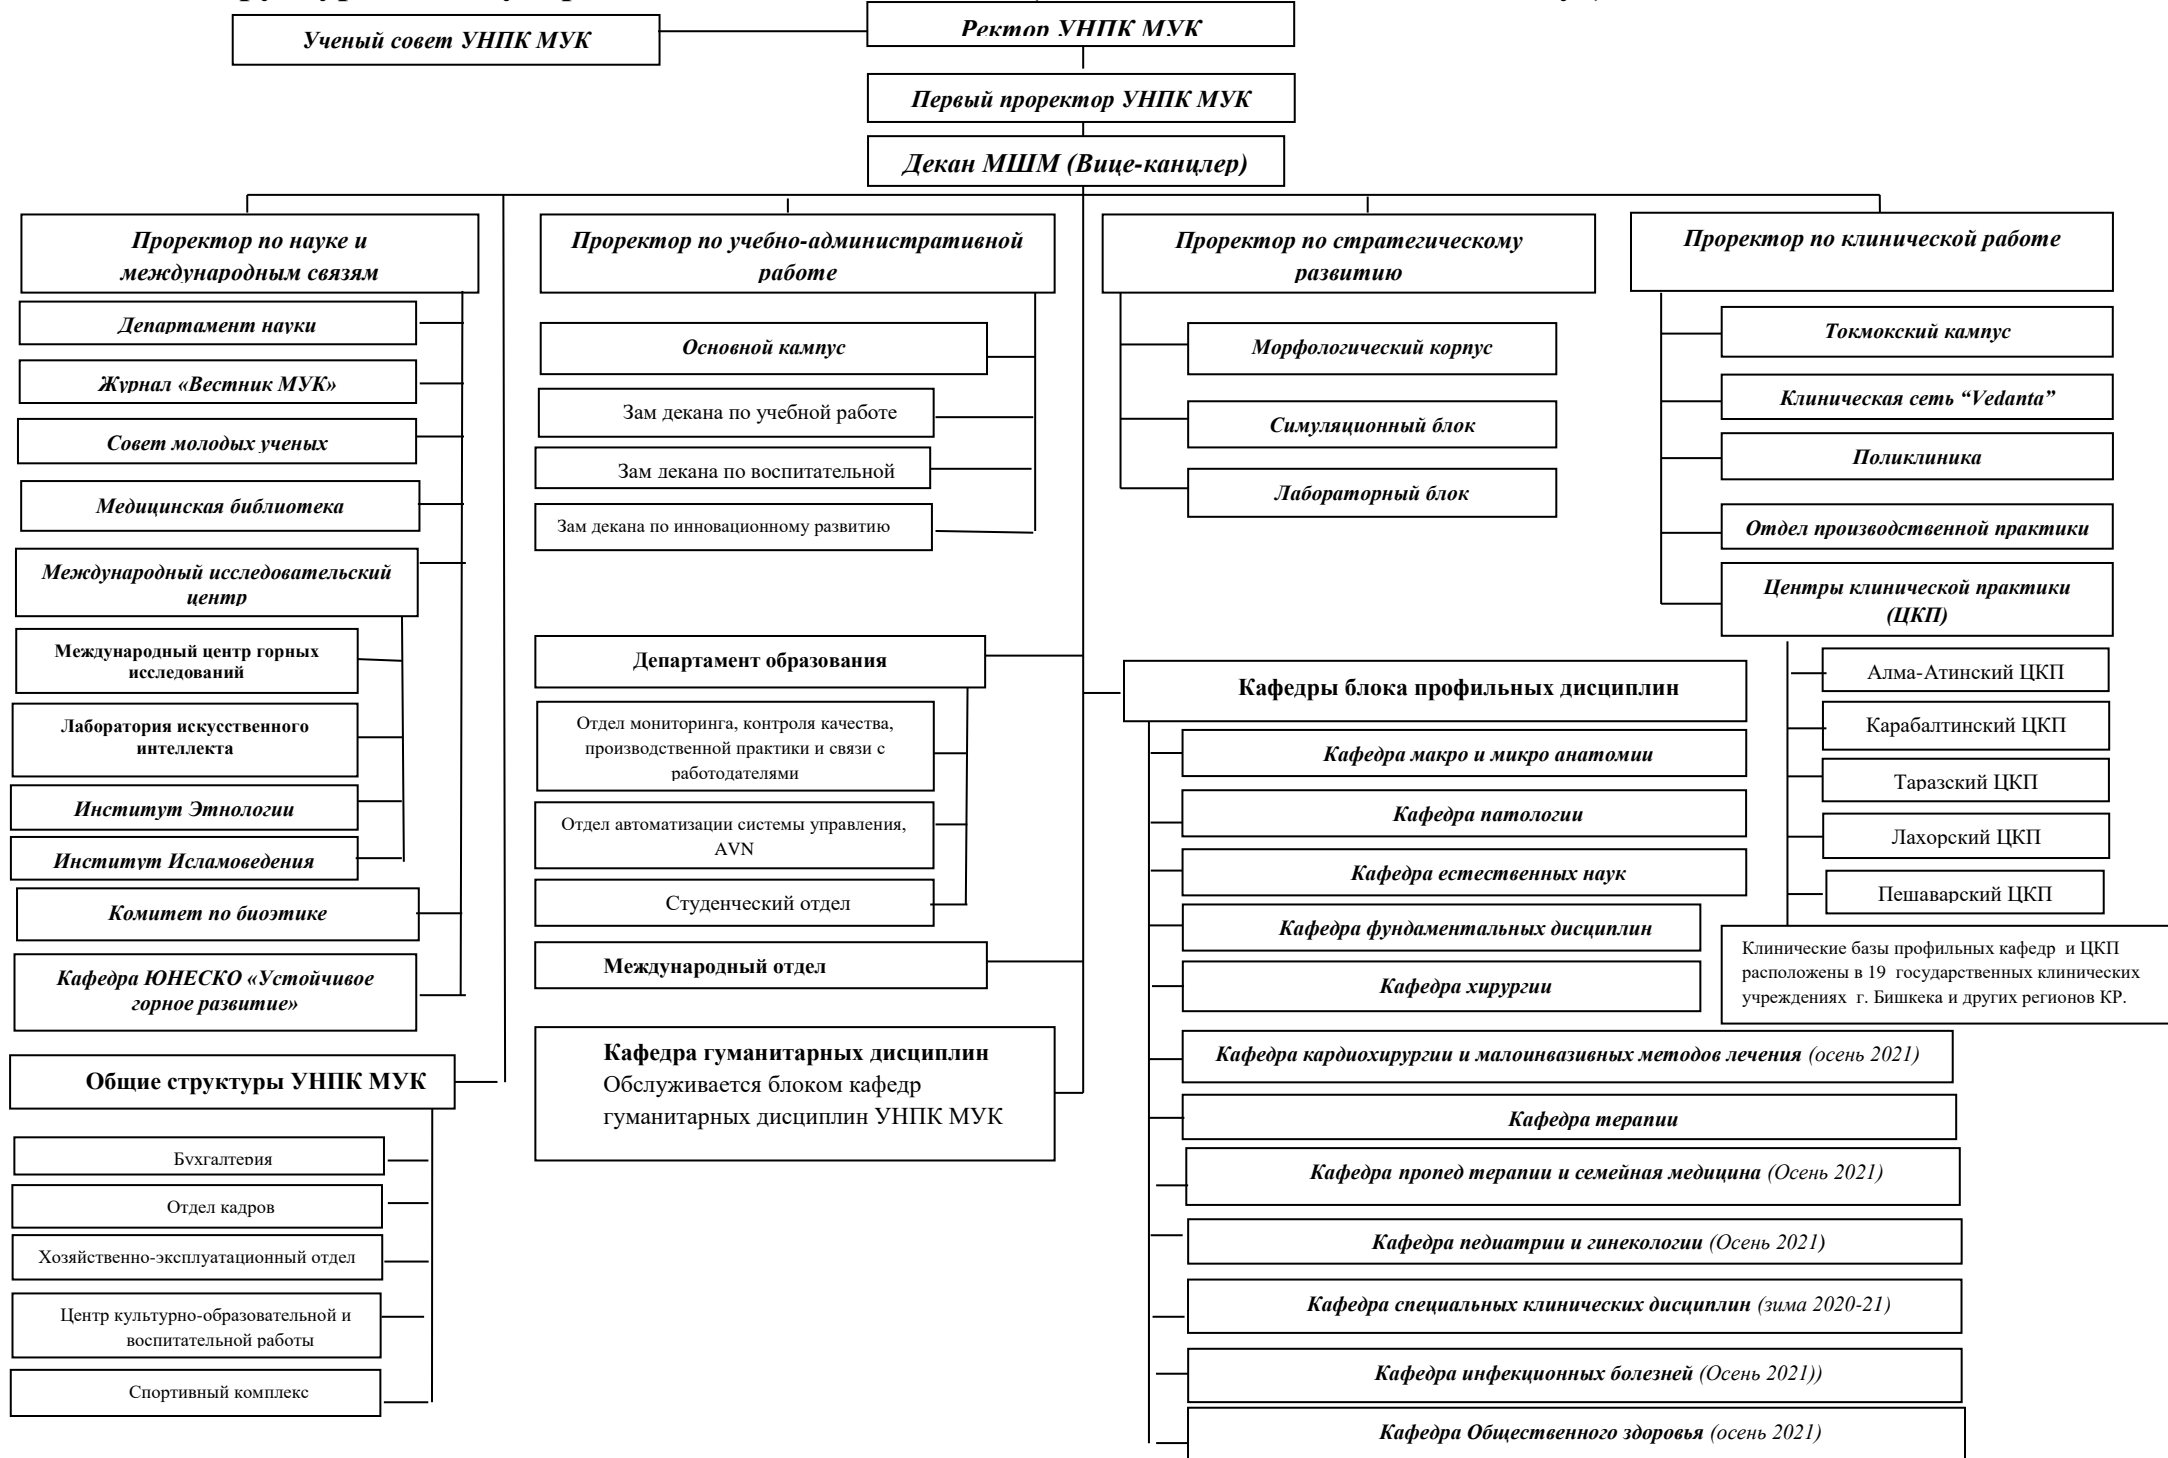 Ученый совет УНПК МУК
Ректор УНПК МУК
Первый проректор УНПК МУК
Декан МШМ (Вице-канцлер)
Проректор по науке и
международным связям
Департамент науки
Журнал «Вестник МУК»
Совет молодых ученых
Медицинская библиотека
Международный исследовательский
центр
Международный центр горных
исследований
Лаборатория искусственного
интеллекта
Институт Этнологии
Институт Исламоведения
Комитет по биоэтике
Кафедра ЮНЕСКО «Устойчивое
горное развитие»
Общие структуры УНПК МУК
Бухгалтерия
Отдел кадров
Хозяйственно-эксплуатационный отдел
Центр культурно-образовательной и
воспитательной работы
Спортивный комплекс
Проректор по учебно-административной
работе
Основной кампус
Зам декана по учебной работе
Зам декана по воспитательной
Зам декана по инновационному развитию
Департамент образования
Отдел мониторинга, контроля качества,
производственной практики и связи с
работодателями
Отдел автоматизации системы управления,
AVN
Студенческий отдел
Международный отдел
Кафедра гуманитарных дисциплин
Обслуживается блоком кафедр
гуманитарных дисциплин УНПК МУК
Проректор по стратегическому
развитию
Морфологический корпус
Симуляционный блок
Лабораторный блок
Кафедры блока профильных дисциплин
Кафедра макро и микро анатомии
Кафедра патологии
Кафедра естественных наук
Кафедра фундаментальных дисциплин
Кафедра хирургии
Кафедра кардиохирургии и малоинвазивных методов лечения (осень 2021)
Кафедра терапии
Кафедра пропед терапии и семейная медицина (Осень 2021)
Кафедра педиатрии и гинекологии (Осень 2021)
Кафедра специальных клинических дисциплин (зима 2020-21)
Кафедра инфекционных болезней (Осень 2021))
Кафедра Общественного здоровья (осень 2021)
Проректор по клинической работе
Токмокский кампус
Клиническая сеть “Vedanta”
Поликлиника
Отдел производственной практики
Центры клинической практики
(ЦКП)
Алма-Атинский ЦКП
Карабалтинский ЦКП
Таразский ЦКП
Лахорский ЦКП
Пешаварский ЦКП
Клинические базы профильных кафедр и ЦКП
расположены в 19 государственных клинических
учреждениях г. Бишкека и других регионов КР.